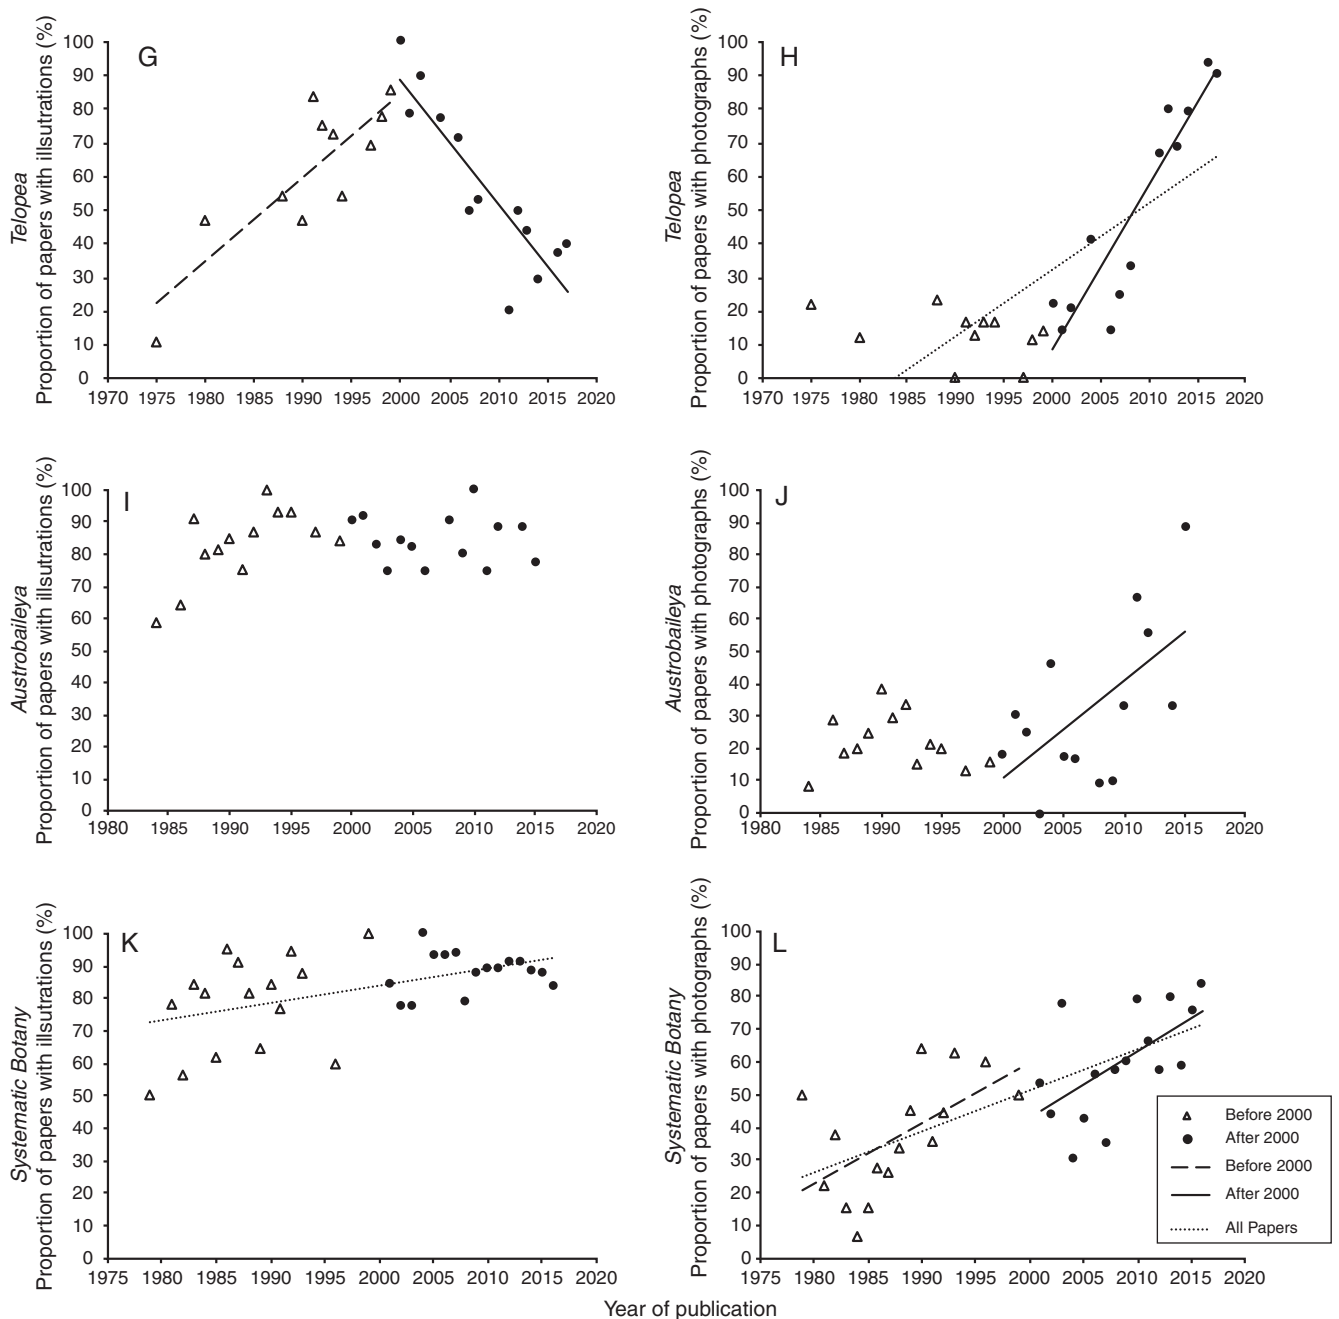 G
Telopea
Proportion of papers with illsutrations (%)
100
90
80
70
60
50
40
30
20
10
0
1970 1975 1980 1985 1990 1995 2000 2005 2010 2015 2020
H
Telopea
Proportion of papers with photographs (%)
100
90
80
70
60
50
40
30
20
10
0
1970 1975 1980 1985 1990 1995 2000 2005 2010 2015 2020
I
Austrobaileya
Proportion of papers with illsutrations (%)
100
90
80
70
60
50
40
30
20
10
0
1980 1985 1990 1995 2000 2005 2010 2015 2020
J
Austrobaileya
Proportion of papers with photographs (%)
100
90
80
70
60
50
40
30
20
10
0
1980 1985 1990 1995 2000 2005 2010 2015 2020
K
Systematic Botany
Proportion of papers with illsutrations (%)
100
90
80
70
60
50
40
30
20
10
0
1975 1980 1985 1990 1995 2000 2005 2010 2015 2020
L
Systematic Botany
Proportion of papers with photographs (%)
100
90
80
70
60
50
40
30
20
10
0
1975 1980 1985 1990 1995 2000 2005 2010 2015 2020
Before 2000
After 2000
Before 2000
After 2000
All Papers
Year of publication